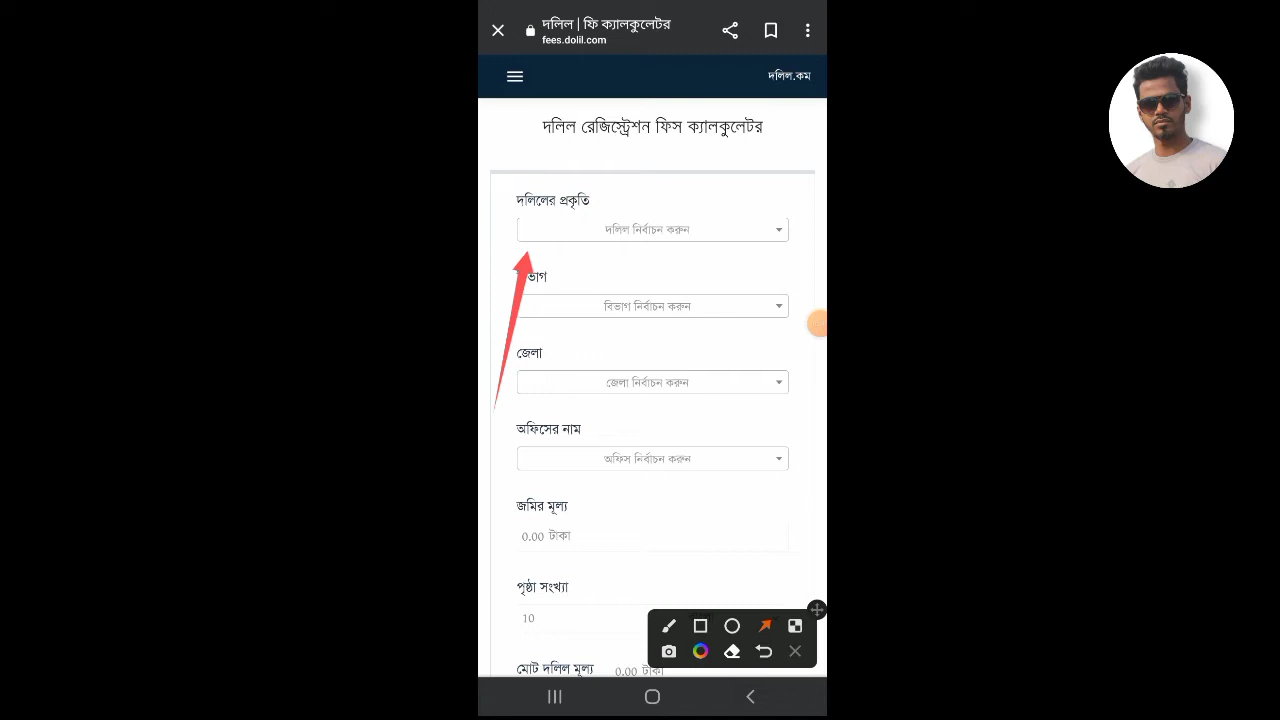 দলিল | ফি ক্যালকুলেটর
fees.dolil.com
দলিল.কম
দলিল রেজিস্ট্রেশন ফিস ক্যালকুলেটর
দলিলের প্রকৃতি
দলিল নির্বাচন করুন
বিভাগ নির্বাচন করুন
জেলা
জেলা নির্বাচন করুন
অফিসের নাম
অফিস নির্বাচন করুন
জমির মূল্য
0.00 টাকা
পৃষ্ঠা সংখ্যা
10
মোট দলিল মূল্য 0.00 টাকা